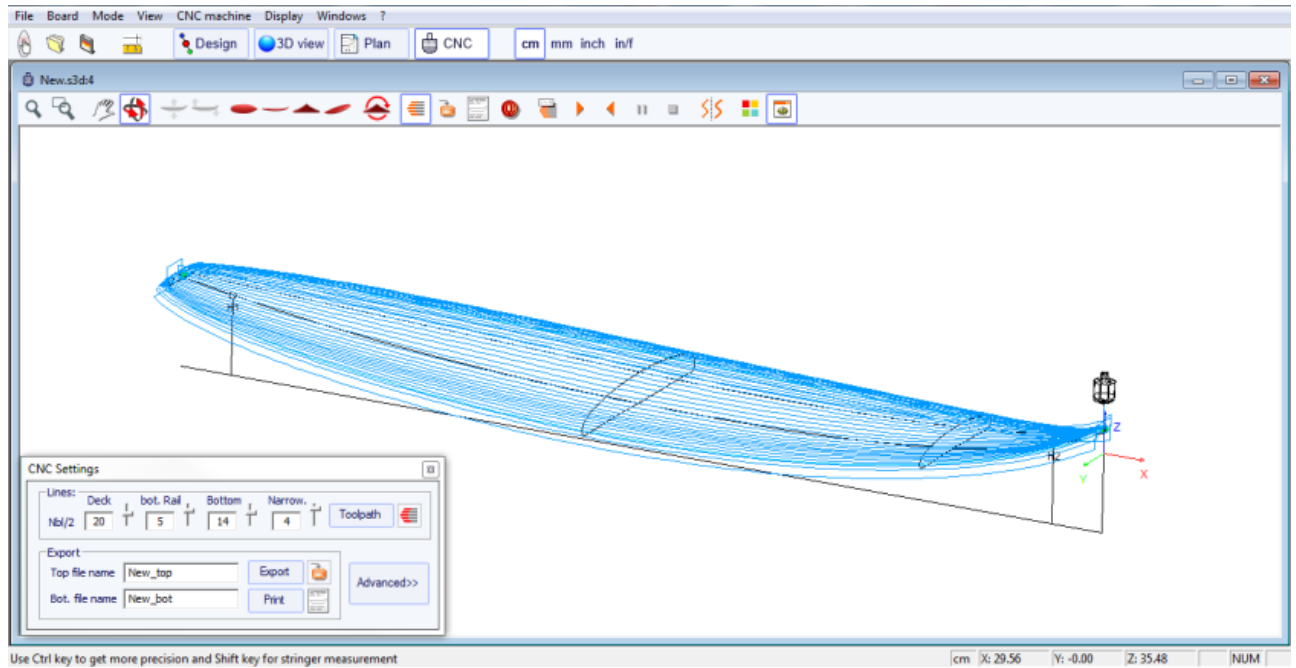 File Board Mode View CNC machine Display Windows ?
Design 3D view Plan CNC cm mm inch in/f
New.s3d:4
H2
Z
X
Y
CNC Settings
Lines:
Deck bot. Rail Bottom Narrow.
Nbl/2 20 5 14 4 Toolpath
Export
Top file name New_top Export
Bot. file name New_bot Print
Advanced>>
Use Ctrl key to get more precision and Shift key for stringer measurement cm X: 29.56 Y: -0.00 Z: 35.48 NUM